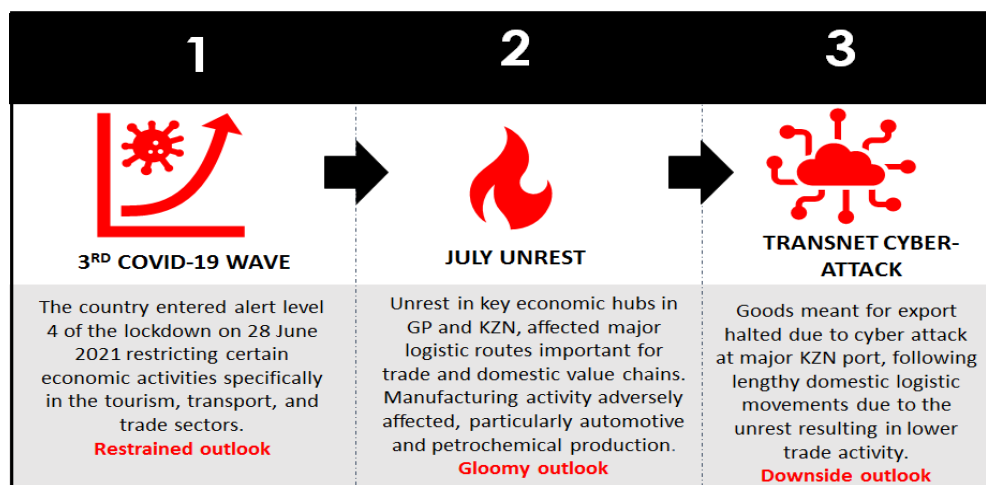 1
3RD COVID-19 WAVE
The country entered alert level
4 of the lockdown on 28 June
2021 restricting certain
economic activities specifically
in the tourism, transport, and
trade sectors.
Restrained outlook
2
JULY UNREST
Unrest in key economic hubs in
GP and KZN, affected major
logistic routes important for
trade and domestic value chains.
Manufacturing activity adversely
affected, particularly automotive
and petrochemical production.
Gloomy outlook
3
TRANSNET CYBER-
ATTACK
Goods meant for export
halted due to cyber attack
at major KZN port, following
lengthy domestic logistic
movements due to the
unrest resulting in lower
trade activity.
Downside outlook